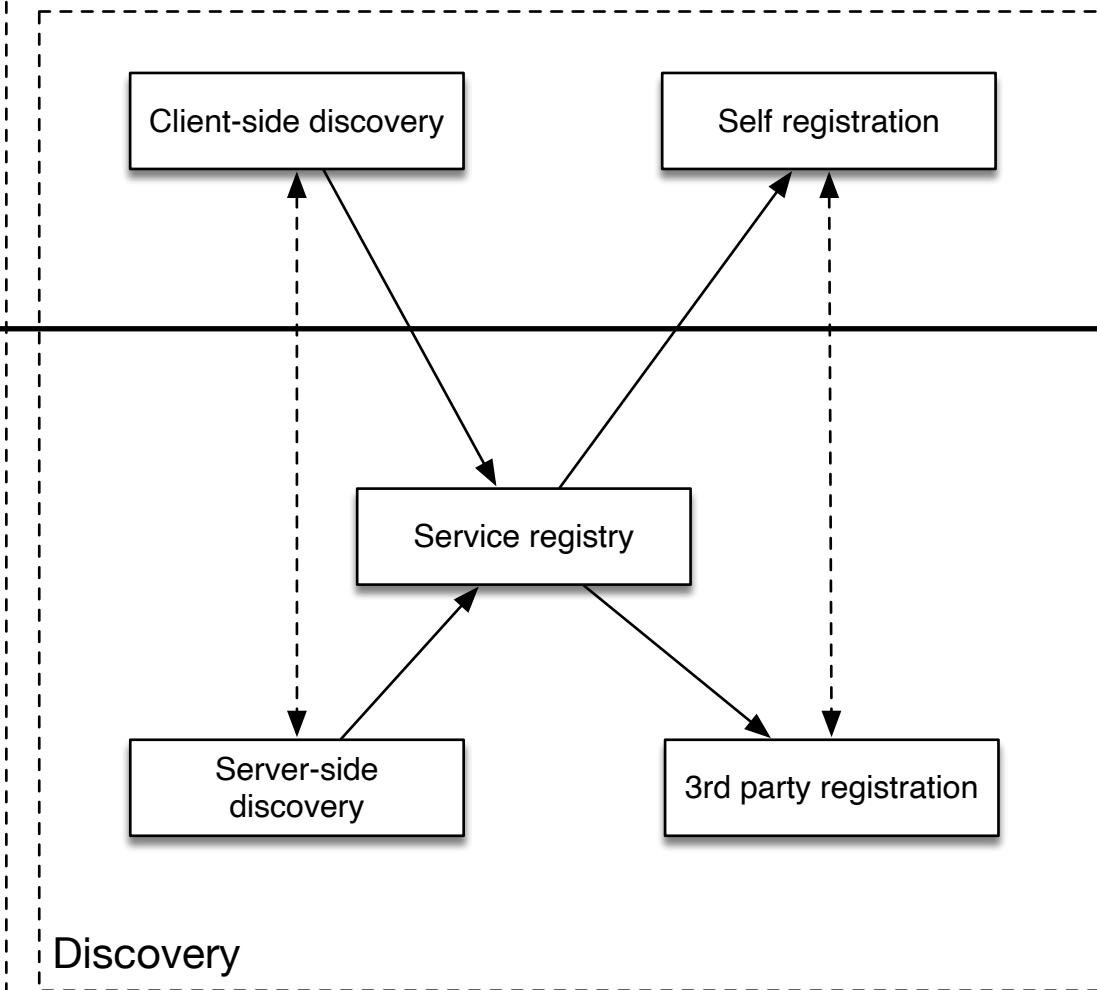 Client-side discovery
Self registration
Service registry
Server-side
discovery
3rd party registration
Discovery